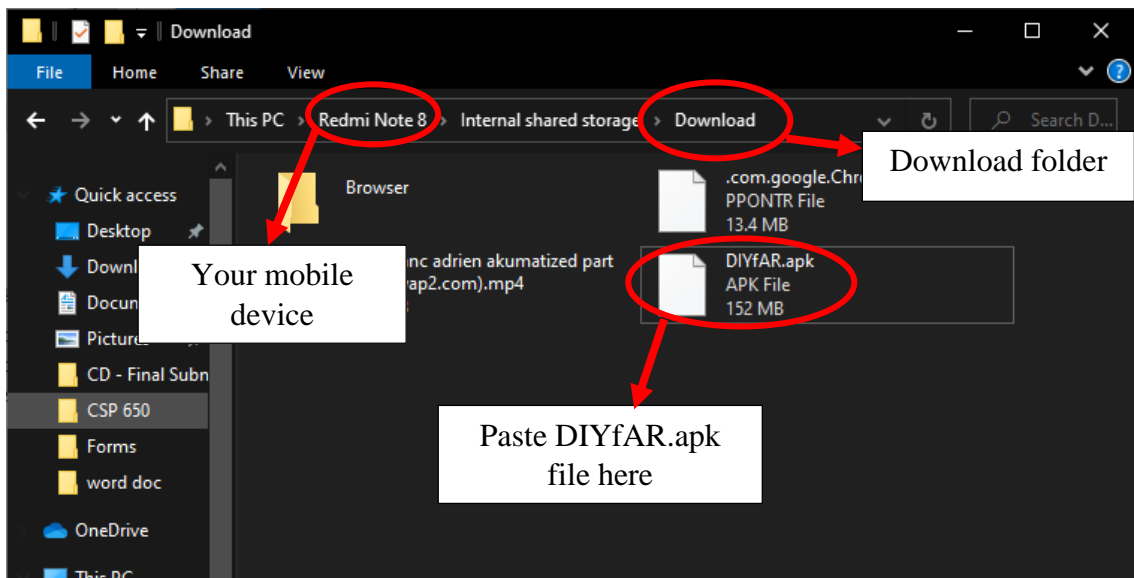 Download
File Home Share View
This PC > Redmi Note 8 > Internal shared storage > Download
Search D...
Download folder
Quick access
Desktop
Downl
Docun
Pictures
CD - Final Subn
CSP 650
Forms
word doc
OneDrive
This PC
Browser
.com.google.Chr
PPONTR File
13.4 MB
nc adrien akumatized part
ap2.com).mp4
DIYfAR.apk
APK File
152 MB
Your mobile
device
Paste DIYfAR.apk
file here